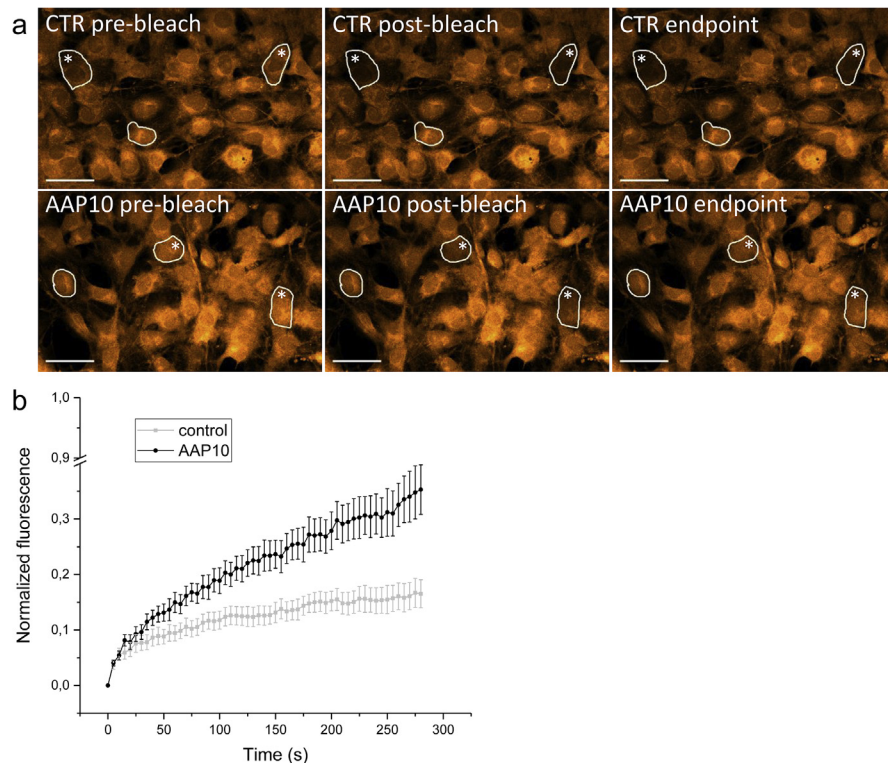 a
CTR pre-bleach
CTR post-bleach
CTR endpoint
*
*
*
*
*
*
AAP10 pre-bleach
AAP10 post-bleach
AAP10 endpoint
*
*
*
*
*
*
b
Normalized fluorescence
1,0
0,9
0,3
0,2
0,1
0,0
control
AAP10
0
50
100
150
200
250
300
Time (s)